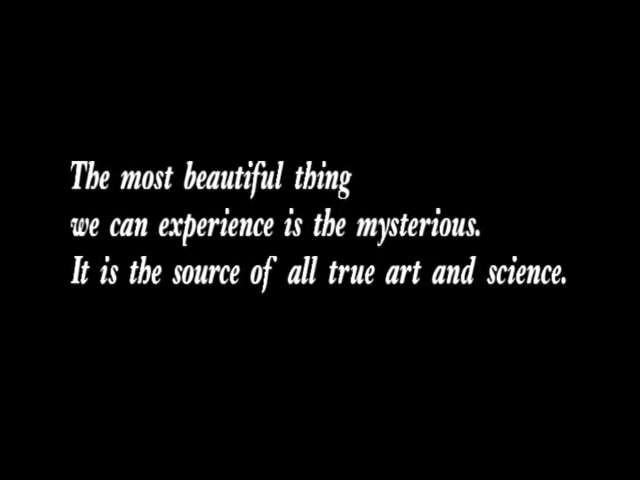 The most beautiful thing
we can experience is the mysterious.
It is the source of all true art and science.